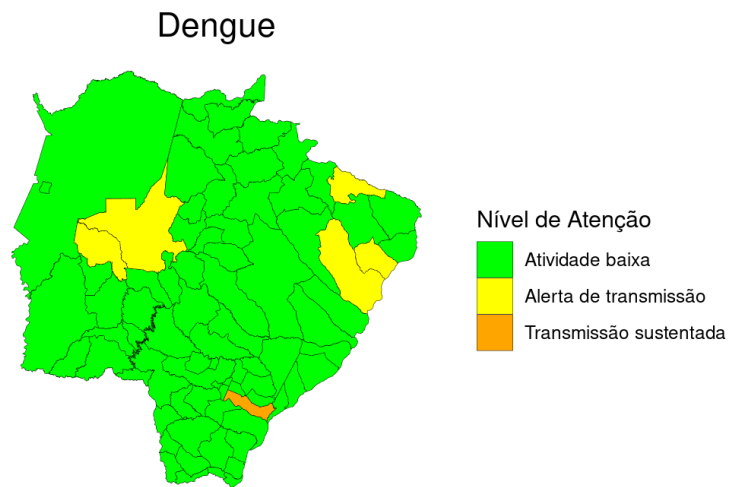 Dengue
Nível de Atenção
Atividade baixa
Alerta de transmissão
Transmissão sustentada